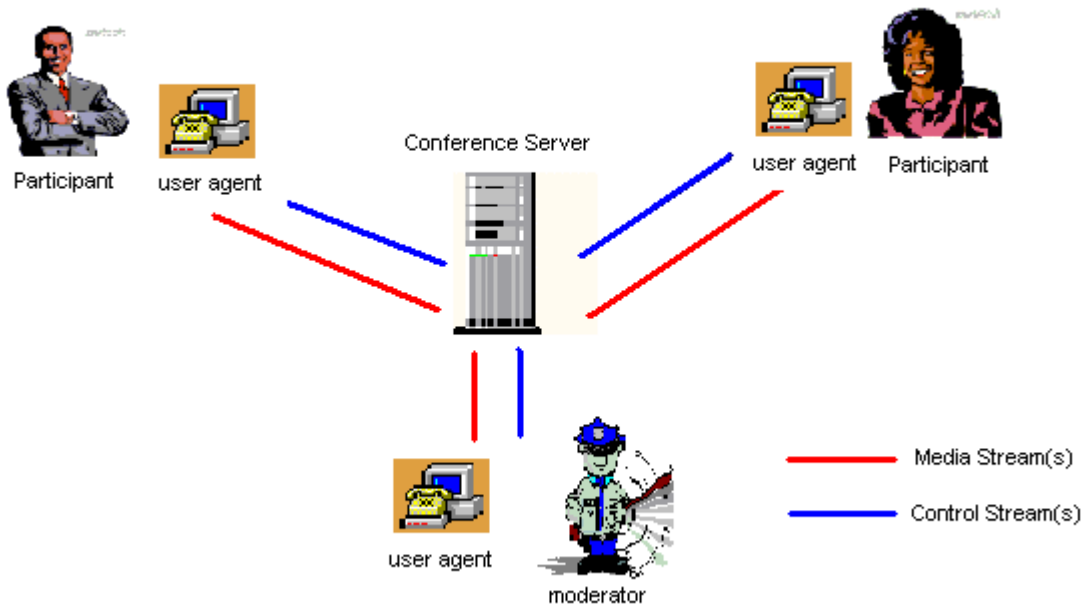 Participant
user agent
Conference Server
user agent
Participant
user agent
moderator
Media Stream(s)
Control Stream(s)